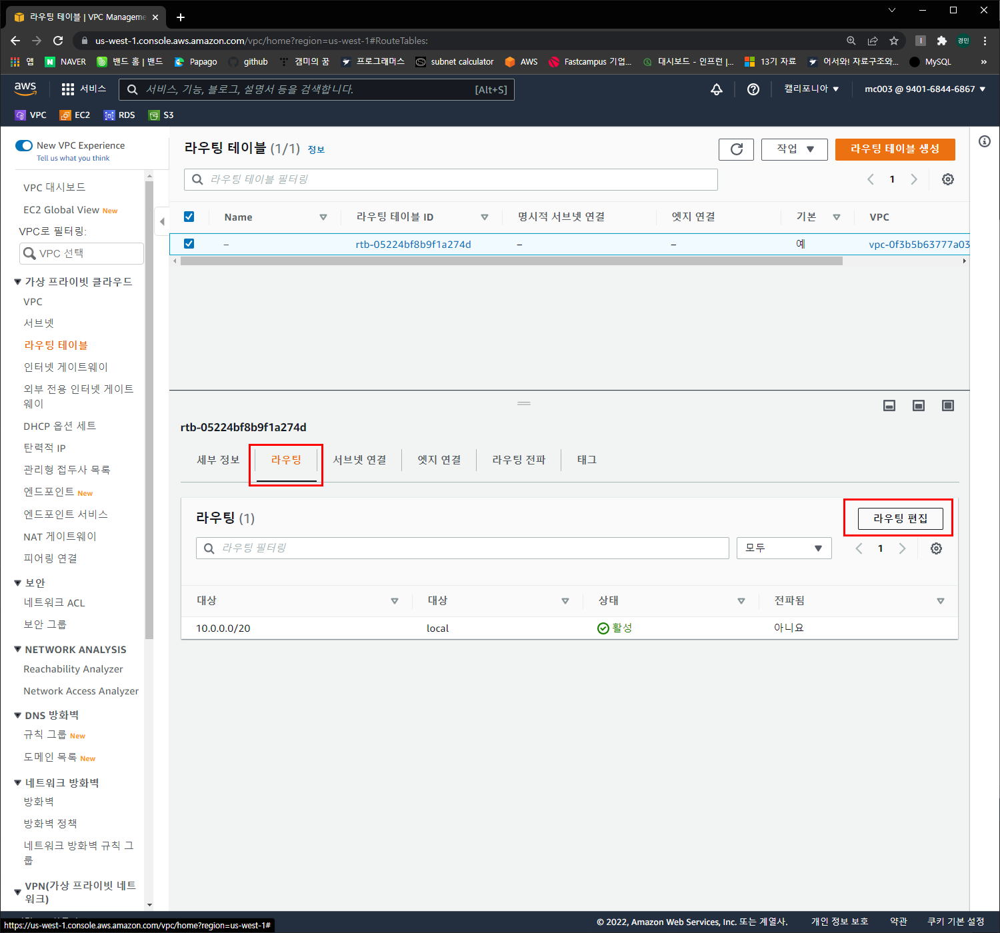 라우팅 테이블 | VPC Manageme
us-west-1.console.aws.amazon.com/vpc/home?region=us-west-1#RouteTables:
경민
앱 NAVER 밴드 홈 | 밴드 Papago github 캠미의 꿈 프로그래머스 subnet calculator AWS Fastcampus 기업... 대시보드 - 인프런 |... 13기 자료 어서와! 자료구조와... MySQL »
aws 서비스 서비스, 기능, 블로그, 설명서 등을 검색합니다. [Alt+S] 캘리포니아 ▼ mc003 @ 9401-6844-6867 ▼
VPC EC2 RDS S3
New VPC Experience
Tell us what you think
VPC 대시보드
EC2 Global View New
VPC로 필터링:
VPC 선택
가상 프라이빗 클라우드
VPC
서브넷
라우팅 테이블
인터넷 게이트웨이
외부 전용 인터넷 게이트
웨이
DHCP 옵션 세트
탄력적 IP
관리형 접두사 목록
엔드포인트 New
엔드포인트 서비스
NAT 게이트웨이
피어링 연결
보안
네트워크 ACL
보안 그룹
NETWORK ANALYSIS
Reachability Analyzer
Network Access Analyzer
DNS 방화벽
규칙 그룹 New
도메인 목록 New
네트워크 방화벽
방화벽
방화벽 정책
네트워크 방화벽 규칙 그
룹
VPN(가상 프라이빗 네트
워크)
라우팅 테이블 (1/1) 정보 작업 ▼ 라우팅 테이블 생성
라우팅 테이블 필터링 1
Name 라우팅 테이블 ID 명시적 서브넷 연결 엣지 연결 기본 VPC
– rtb-05224bf8b9f1a274d – – 예 vpc-0f3b5b63777a03
rtb-05224bf8b9f1a274d
세부 정보 라우팅 서브넷 연결 엣지 연결 라우팅 전파 태그
라우팅 (1) 라우팅 편집
라우팅 필터링 모두 1
대상 대상 상태 전파됨
10.0.0.0/20 local 활성 아니요
https://us-west-1.console.aws.amazon.com/vpc/home?region=us-west-1#
© 2022, Amazon Web Services, Inc. 또는 계열사. 개인 정보 보호 약관 쿠키 기본 설정